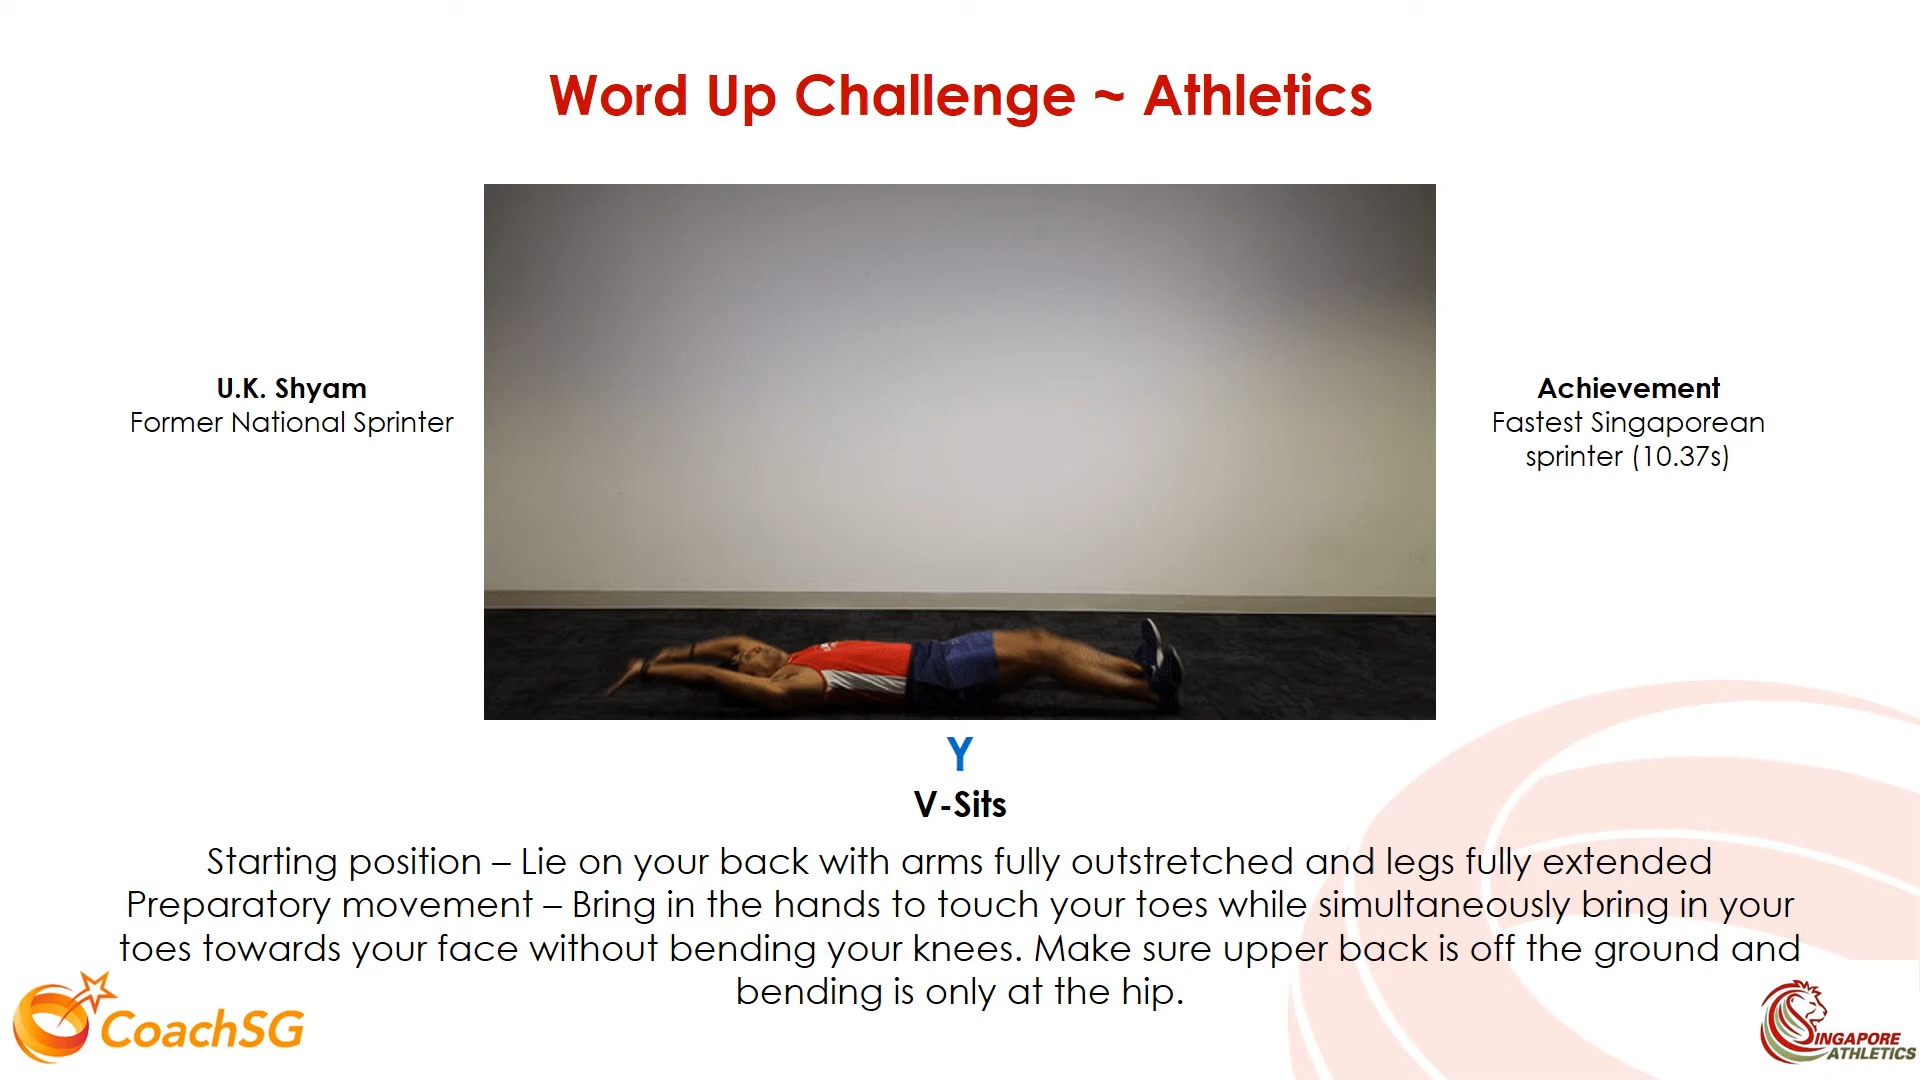 Word Up Challenge ~ Athletics
U.K. Shyam
Former National Sprinter
Achievement
Fastest Singaporean
sprinter (10.37s)
Y
V-Sits
Starting position – Lie on your back with arms fully outstretched and legs fully extended
Preparatory movement – Bring in the hands to touch your toes while simultaneously bring in your
toes towards your face without bending your knees. Make sure upper back is off the ground and
bending is only at the hip.
CoachSG
SINGAPORE
ATHLETICS